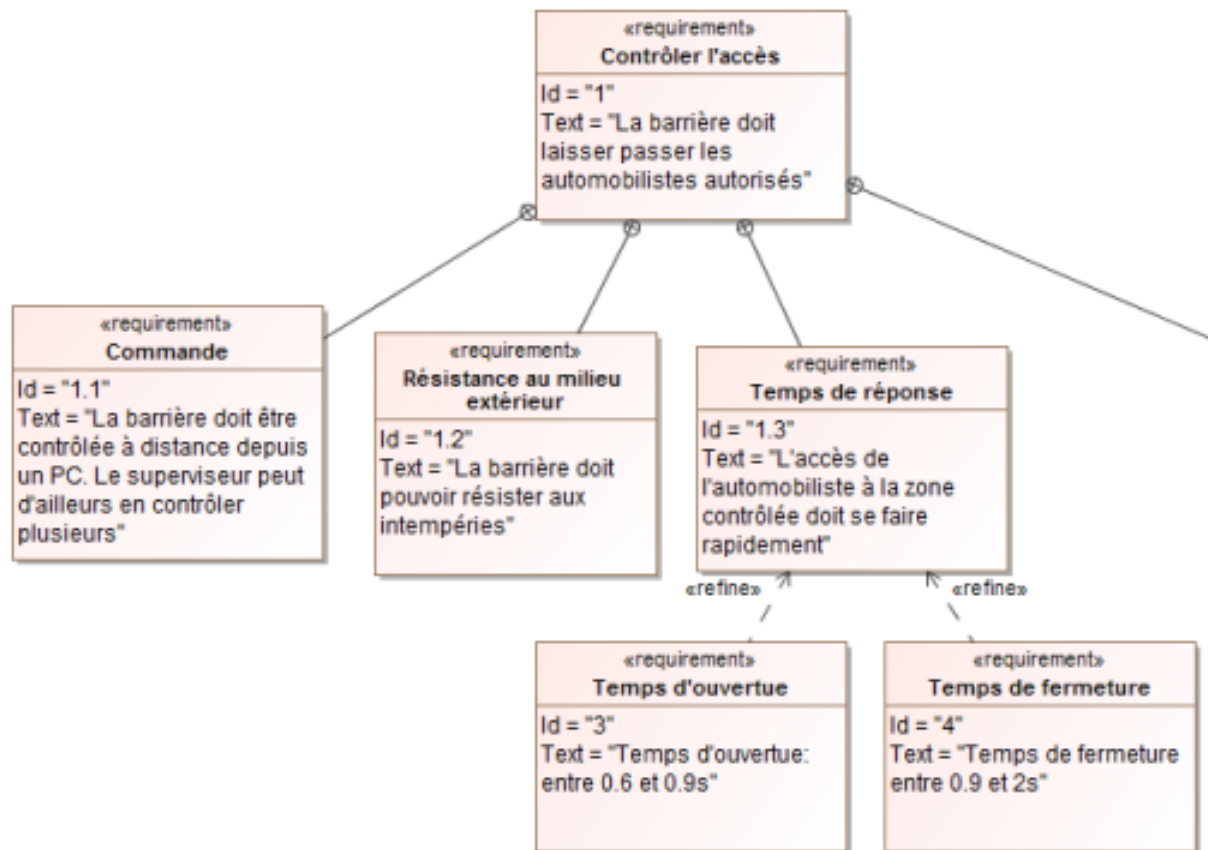 «requirement»
Contrôler l'accès
Id = "1"
Text = "La barrière doit
laisser passer les
automobilistes autorisés"
«requirement»
Commande
Id = "1.1"
Text = "La barrière doit être
contrôlée à distance depuis
un PC. Le superviseur peut
d'ailleurs en contrôler
plusieurs"
«requirement»
Résistance au milieu
extérieur
Id = "1.2"
Text = "La barrière doit
pouvoir résister aux
intempéries"
«requirement»
Temps de réponse
Id = "1.3"
Text = "L'accès de
l'automobiliste à la zone
contrôlée doit se faire
rapidement"
«refine»
«refine»
«requirement»
Temps d'ouvertue
Id = "3"
Text = "Temps d'ouvertue:
entre 0.6 et 0.9s"
«requirement»
Temps de fermeture
Id = "4"
Text = "Temps de fermeture
entre 0.9 et 2s"